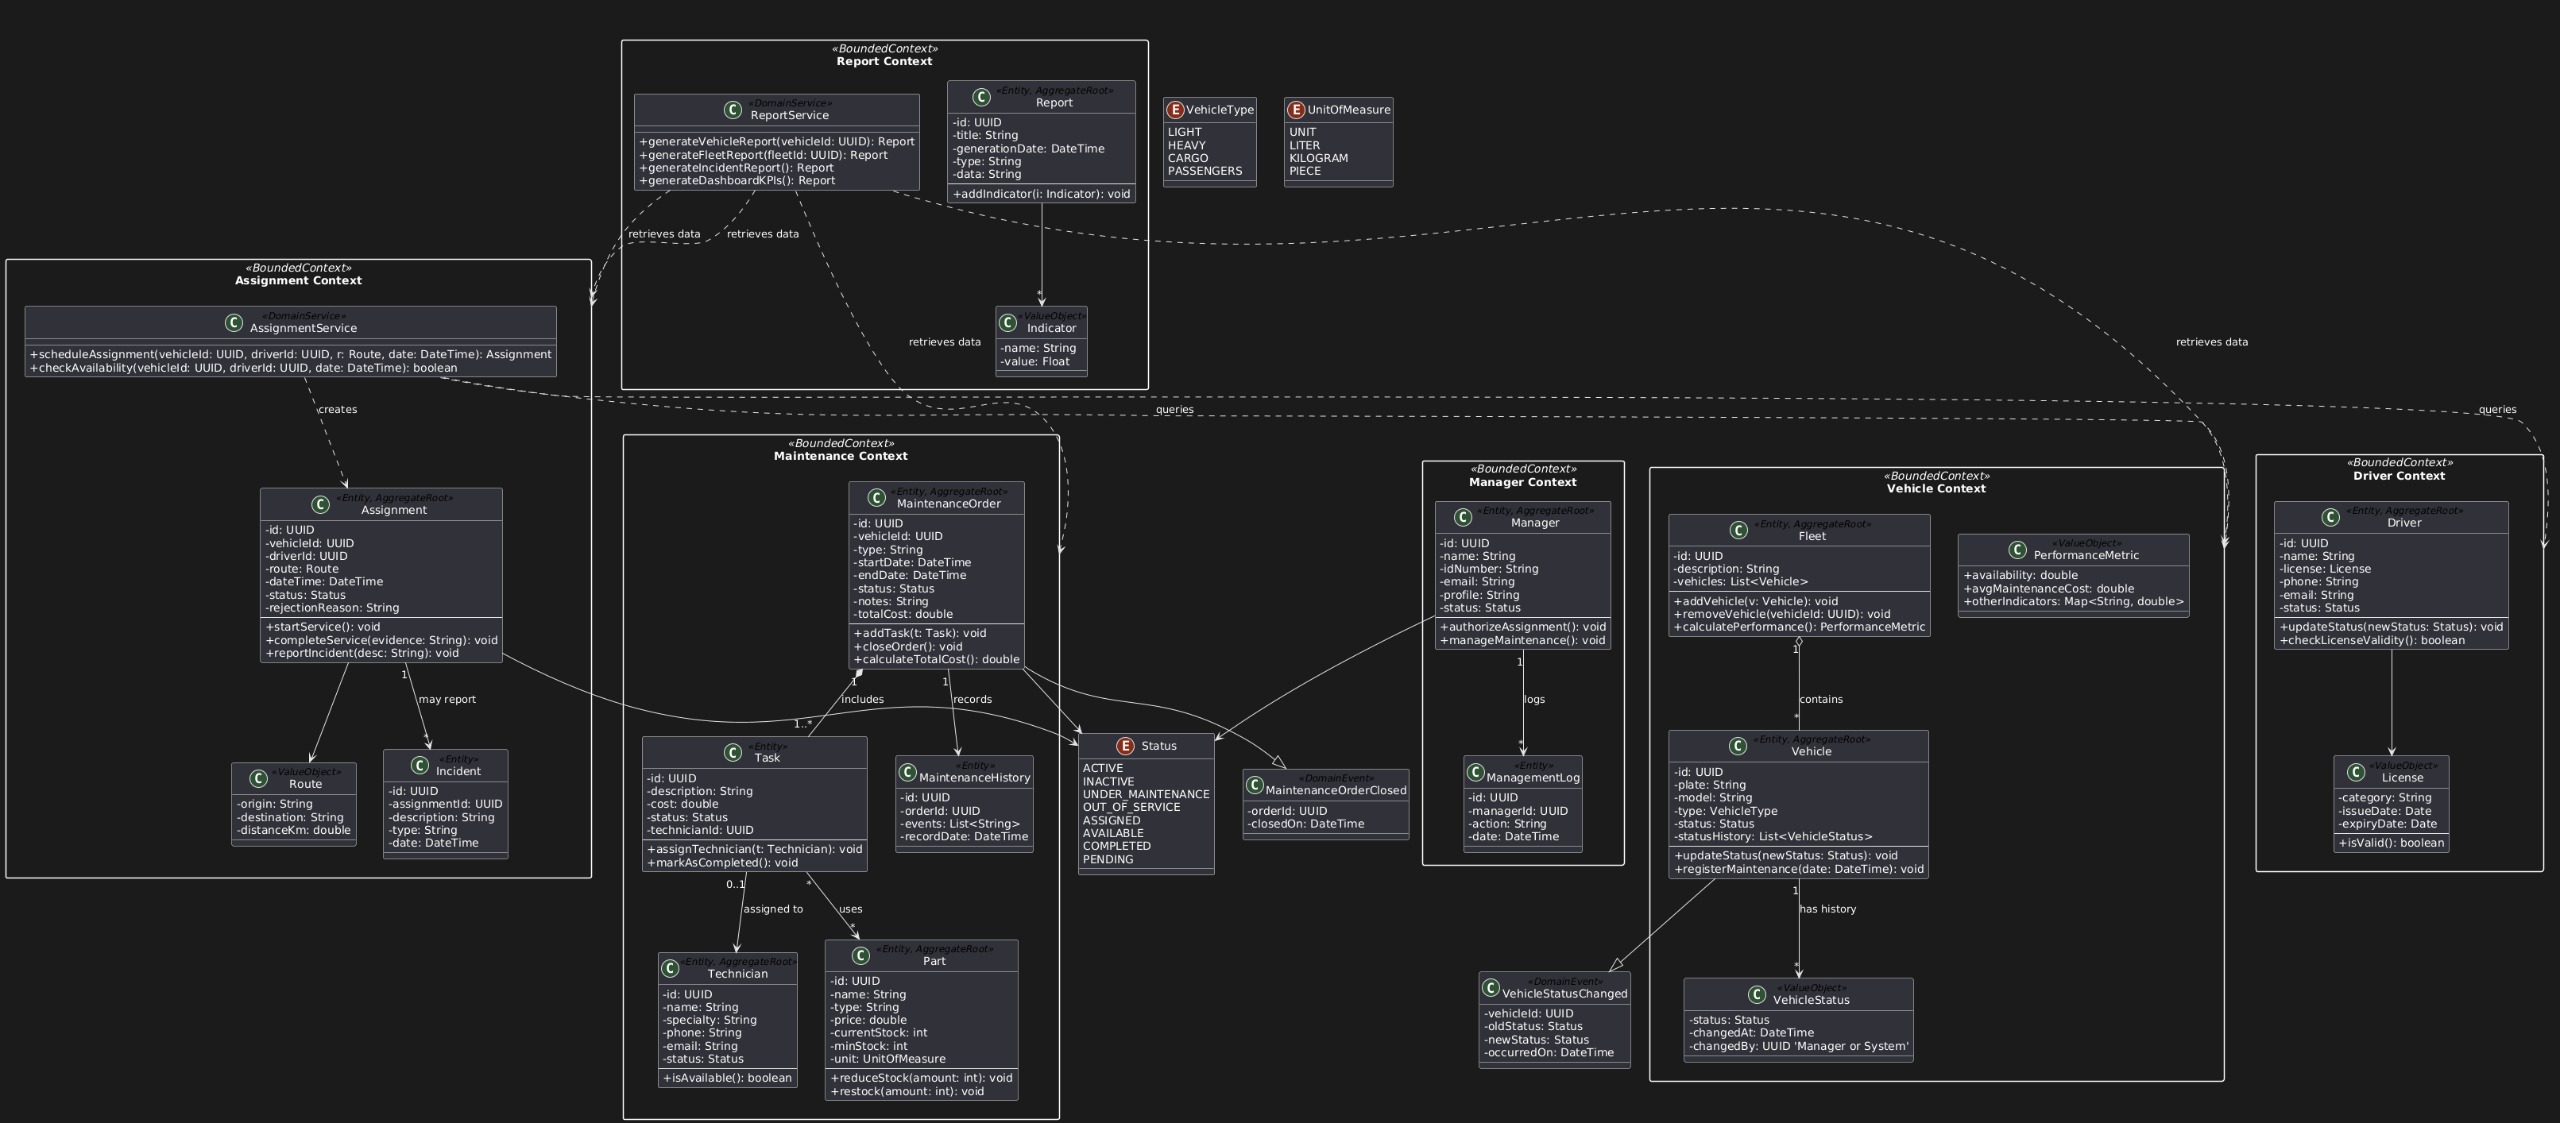 «BoundedContext»
Report Context
«DomainService»
C
ReportService
+generateVehicleReport(vehicleId: UUID): Report
+generateFleetReport(fleetId: UUID): Report
+generateIncidentReport(): Report
+generateDashboardKPIs(): Report
«Entity, AggregateRoot»
C
Report
-id: UUID
-title: String
-generationDate: DateTime
-type: String
-data: String
+addIndicator(i: Indicator): void
E VehicleType
LIGHT
HEAVY
CARGO
PASSENGERS
E UnitOfMeasure
UNIT
LITER
KILOGRAM
PIECE
retrieves data
retrieves data
retrieves data
retrieves data
*
«ValueObject»
C
Indicator
-name: String
-value: Float
«BoundedContext»
Assignment Context
«DomainService»
C
AssignmentService
+scheduleAssignment(vehicleId: UUID, driverId: UUID, r: Route, date: DateTime): Assignment
+checkAvailability(vehicleId: UUID, driverId: UUID, date: DateTime): boolean
creates
queries
queries
«Entity, AggregateRoot»
C
Assignment
-id: UUID
-vehicleId: UUID
-driverId: UUID
-route: Route
-dateTime: DateTime
-status: Status
-rejectionReason: String
+startService(): void
+completeService(evidence: String): void
+reportIncident(desc: String): void
1
may report
*
«ValueObject»
C
Route
-origin: String
-destination: String
-distanceKm: double
«Entity»
C
Incident
-id: UUID
-assignmentId: UUID
-description: String
-type: String
-date: DateTime
«BoundedContext»
Maintenance Context
«Entity, AggregateRoot»
C
MaintenanceOrder
-id: UUID
-vehicleId: UUID
-type: String
-startDate: DateTime
-endDate: DateTime
-status: Status
-notes: String
-totalCost: double
+addTask(t: Task): void
+closeOrder(): void
+calculateTotalCost(): double
1
includes
1..*
1
records
«Entity»
C
Task
-id: UUID
-description: String
-cost: double
-status: Status
-technicianId: UUID
+assignTechnician(t: Technician): void
+markAsCompleted(): void
«Entity»
C
MaintenanceHistory
-id: UUID
-orderId: UUID
-events: List<String>
-recordDate: DateTime
0..1
assigned to
*
uses
*
«Entity, AggregateRoot»
C
Technician
-id: UUID
-name: String
-specialty: String
-phone: String
-email: String
-status: Status
+isAvailable(): boolean
«Entity, AggregateRoot»
C
Part
-id: UUID
-name: String
-type: String
-price: double
-currentStock: int
-minStock: int
-unit: UnitOfMeasure
+reduceStock(amount: int): void
+restock(amount: int): void
E Status
ACTIVE
INACTIVE
UNDER_MAINTENANCE
OUT_OF_SERVICE
ASSIGNED
AVAILABLE
COMPLETED
PENDING
«DomainEvent»
C
MaintenanceOrderClosed
-orderId: UUID
-closedOn: DateTime
«BoundedContext»
Manager Context
«Entity, AggregateRoot»
C
Manager
-id: UUID
-name: String
-idNumber: String
-email: String
-profile: String
-status: Status
+authorizeAssignment(): void
+manageMaintenance(): void
1
logs
*
«Entity»
C
ManagementLog
-id: UUID
-managerId: UUID
-action: String
-date: DateTime
«BoundedContext»
Vehicle Context
«Entity, AggregateRoot»
C
Fleet
-id: UUID
-description: String
-vehicles: List<Vehicle>
+addVehicle(v: Vehicle): void
+removeVehicle(vehicleId: UUID): void
+calculatePerformance(): PerformanceMetric
«ValueObject»
C
PerformanceMetric
+availability: double
+avgMaintenanceCost: double
+otherIndicators: Map<String, double>
1
contains
*
«Entity, AggregateRoot»
C
Vehicle
-id: UUID
-plate: String
-model: String
-type: VehicleType
-status: Status
-statusHistory: List<VehicleStatus>
+updateStatus(newStatus: Status): void
+registerMaintenance(date: DateTime): void
1
has history
*
«DomainEvent»
C
VehicleStatusChanged
-vehicleId: UUID
-oldStatus: Status
-newStatus: Status
-occurredOn: DateTime
«ValueObject»
C
VehicleStatus
-status: Status
-changedAt: DateTime
-changedBy: UUID 'Manager or System'
«BoundedContext»
Driver Context
«Entity, AggregateRoot»
C
Driver
-id: UUID
-name: String
-license: License
-phone: String
-email: String
-status: Status
+updateStatus(newStatus: Status): void
+checkLicenseValidity(): boolean
«ValueObject»
C
License
-category: String
-issueDate: Date
-expiryDate: Date
+isValid(): boolean